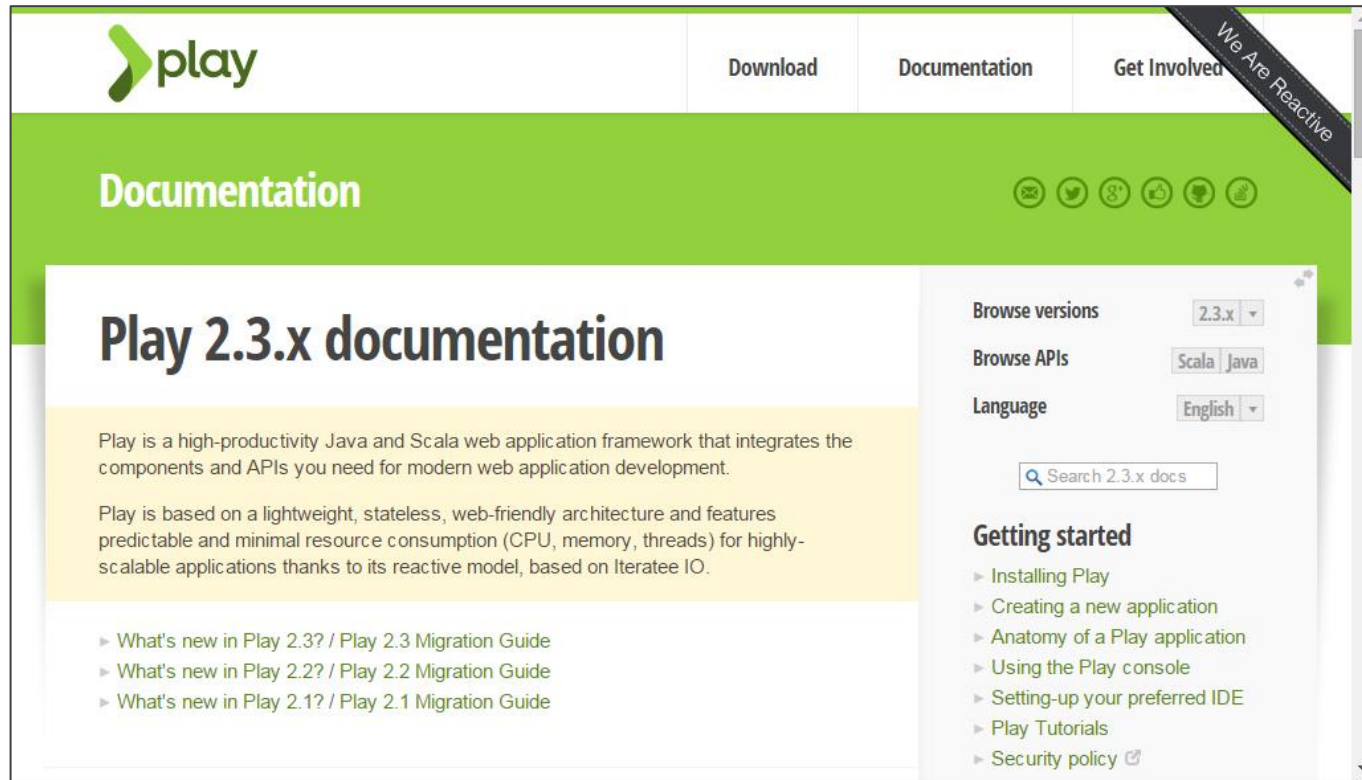 play
Download
Documentation
Get Involved
We Are Reactive
Documentation
Play 2.3.x documentation
Play is a high-productivity Java and Scala web application framework that integrates the
components and APIs you need for modern web application development.
Play is based on a lightweight, stateless, web-friendly architecture and features
predictable and minimal resource consumption (CPU, memory, threads) for highly-
scalable applications thanks to its reactive model, based on Iteratee IO.
What's new in Play 2.3? / Play 2.3 Migration Guide
What's new in Play 2.2? / Play 2.2 Migration Guide
What's new in Play 2.1? / Play 2.1 Migration Guide
Browse versions 2.3.x
Browse APIs Scala Java
Language English
Search 2.3.x docs
Getting started
Installing Play
Creating a new application
Anatomy of a Play application
Using the Play console
Setting-up your preferred IDE
Play Tutorials
Security policy